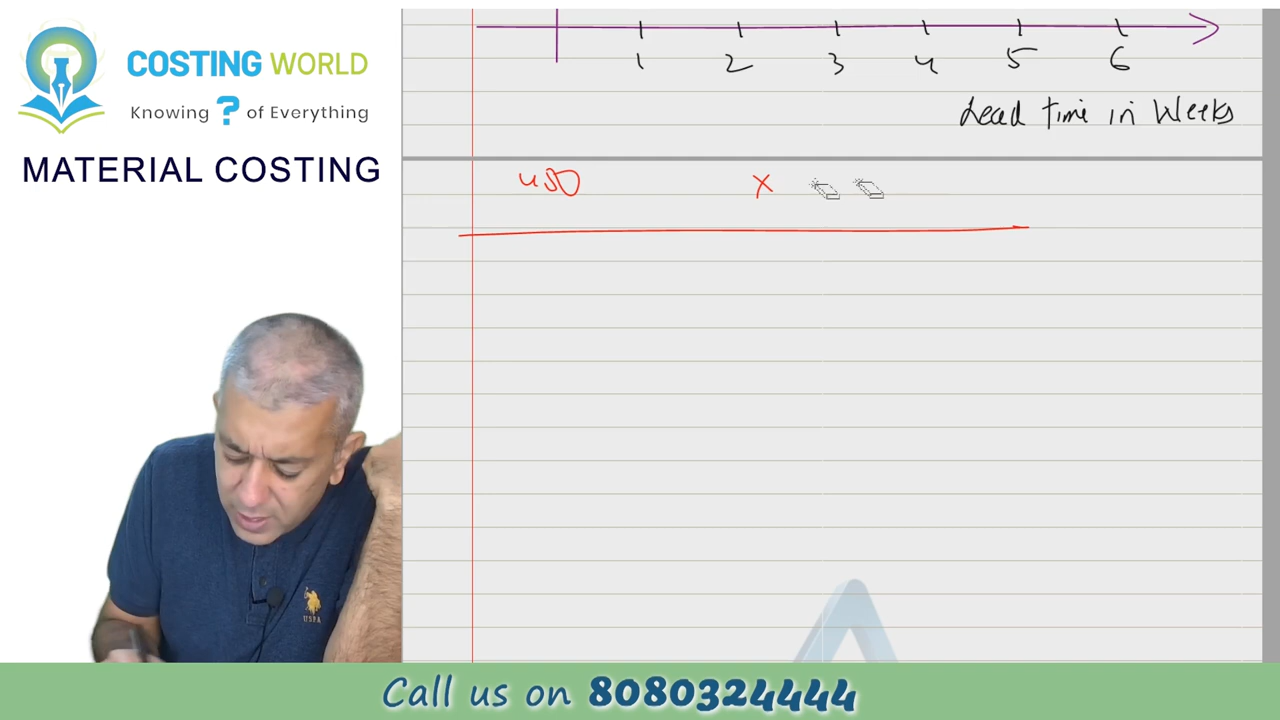 COSTING WORLD
Knowing ? of Everything
MATERIAL COSTING
1 2 3 4 5 6
Lead Time in Weeks
450 x
USPA
Call us on 8080324444